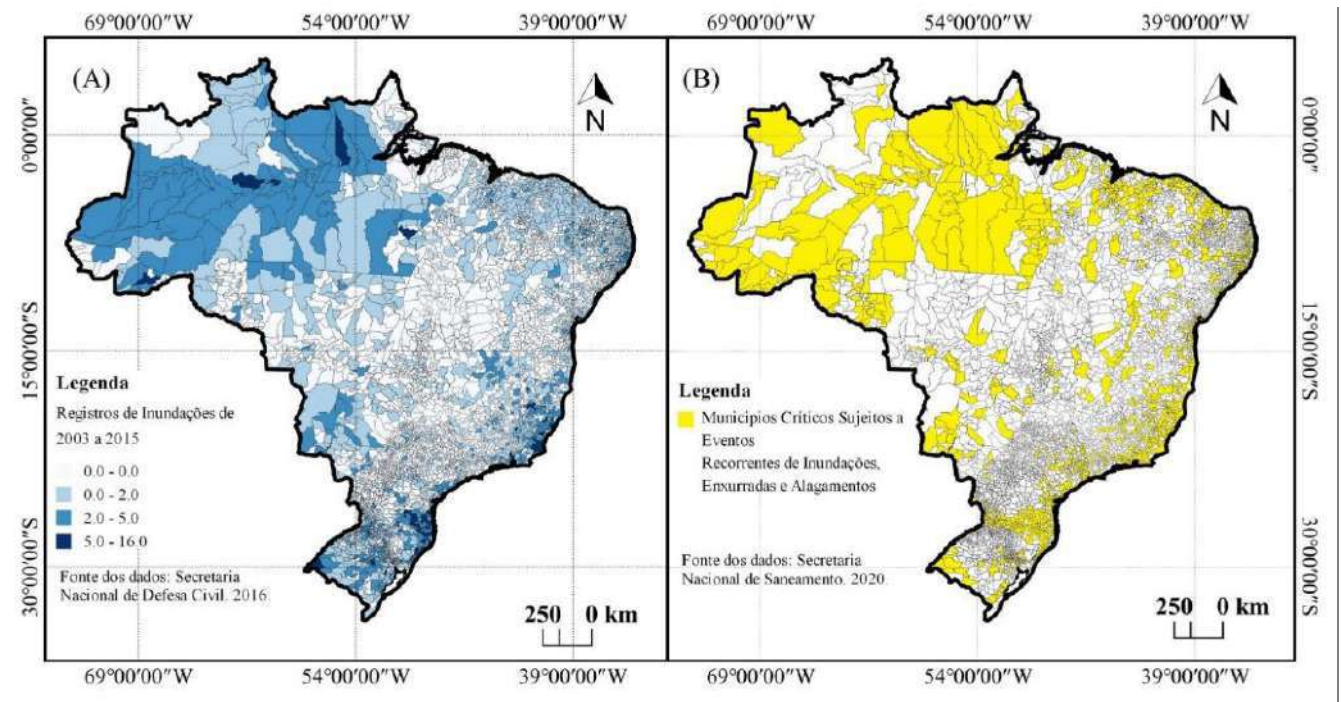 69°00'00"W 54°00'00"W 39°00'00"W
(A)
N
0°00'00"
15°00'00"S
30°00'00"S
Legenda
Registros de Inundações de
2003 a 2015
0.0 - 0.0
0.0 - 2.0
2.0 - 5.0
5.0 - 16.0
Fonte dos dados: Secretaria
Nacional de Defesa Civil. 2016.
250 0 km
69°00'00"W 54°00'00"W 39°00'00"W
69°00'00"W 54°00'00"W 39°00'00"W
(B)
N
0°00'00"
15°00'00"S
30°00'00"S
Legenda
Municípios Críticos Sujeitos a
Eventos
Recorrentes de Inundações,
Enxurradas e Alagamentos
Fonte dos dados: Secretaria
Nacional de Saneamento. 2020.
250 0 km
69°00'00"W 54°00'00"W 39°00'00"W